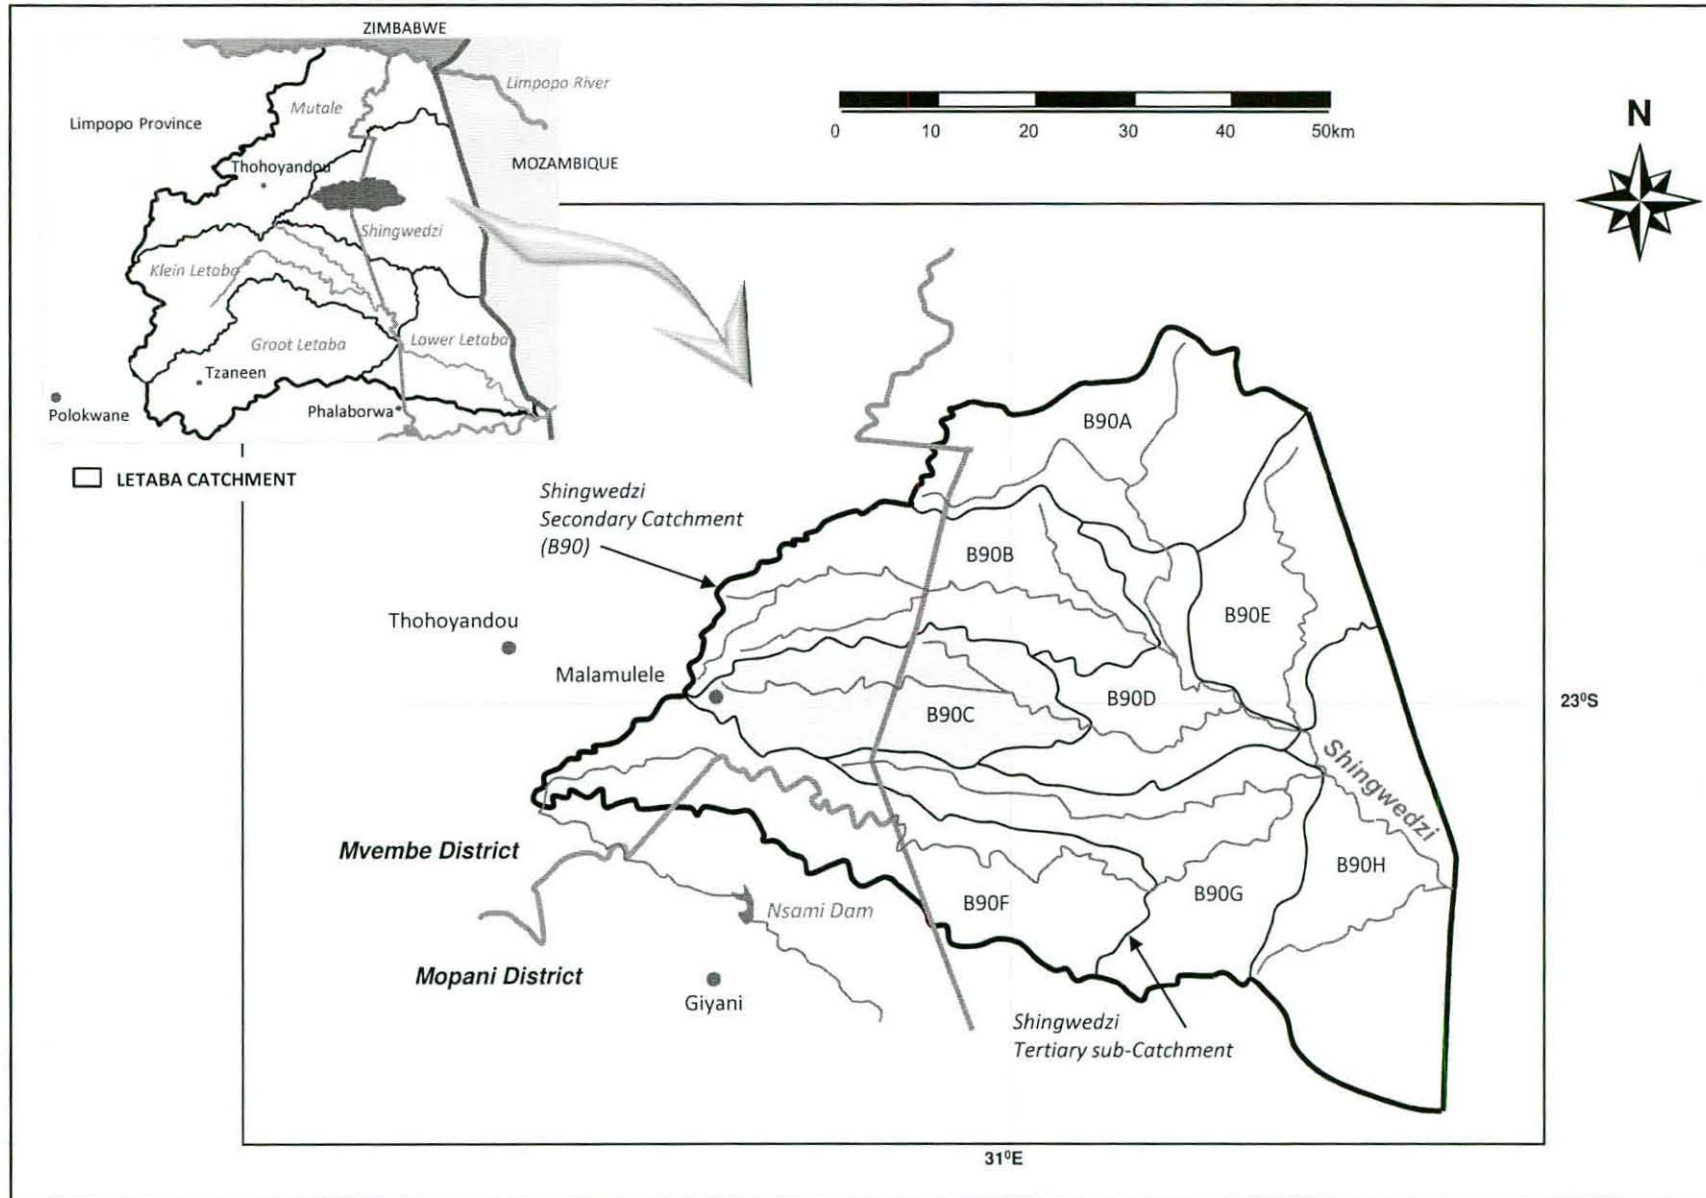 ZIMBABWE
Limpopo River
Mutale
Limpopo Province
MOZAMBIQUE
Thohoyandou
Shingwedzi
Klein Letaba
Groot Letaba
Lower Letaba
Tzaneen
Polokwane
Phalaborwa
LETABA CATCHMENT
0 10 20 30 40 50km
N
B90A
Shingwedzi
Secondary Catchment
(B90)
B90B
B90E
Thohoyandou
Malamulele
B90D
B90C
23⁰S
Shingwedzi
Mvembe District
B90H
B90G
B90F
Nsami Dam
Mopani District
Giyani
Shingwedzi
Tertiary sub-Catchment
31⁰E